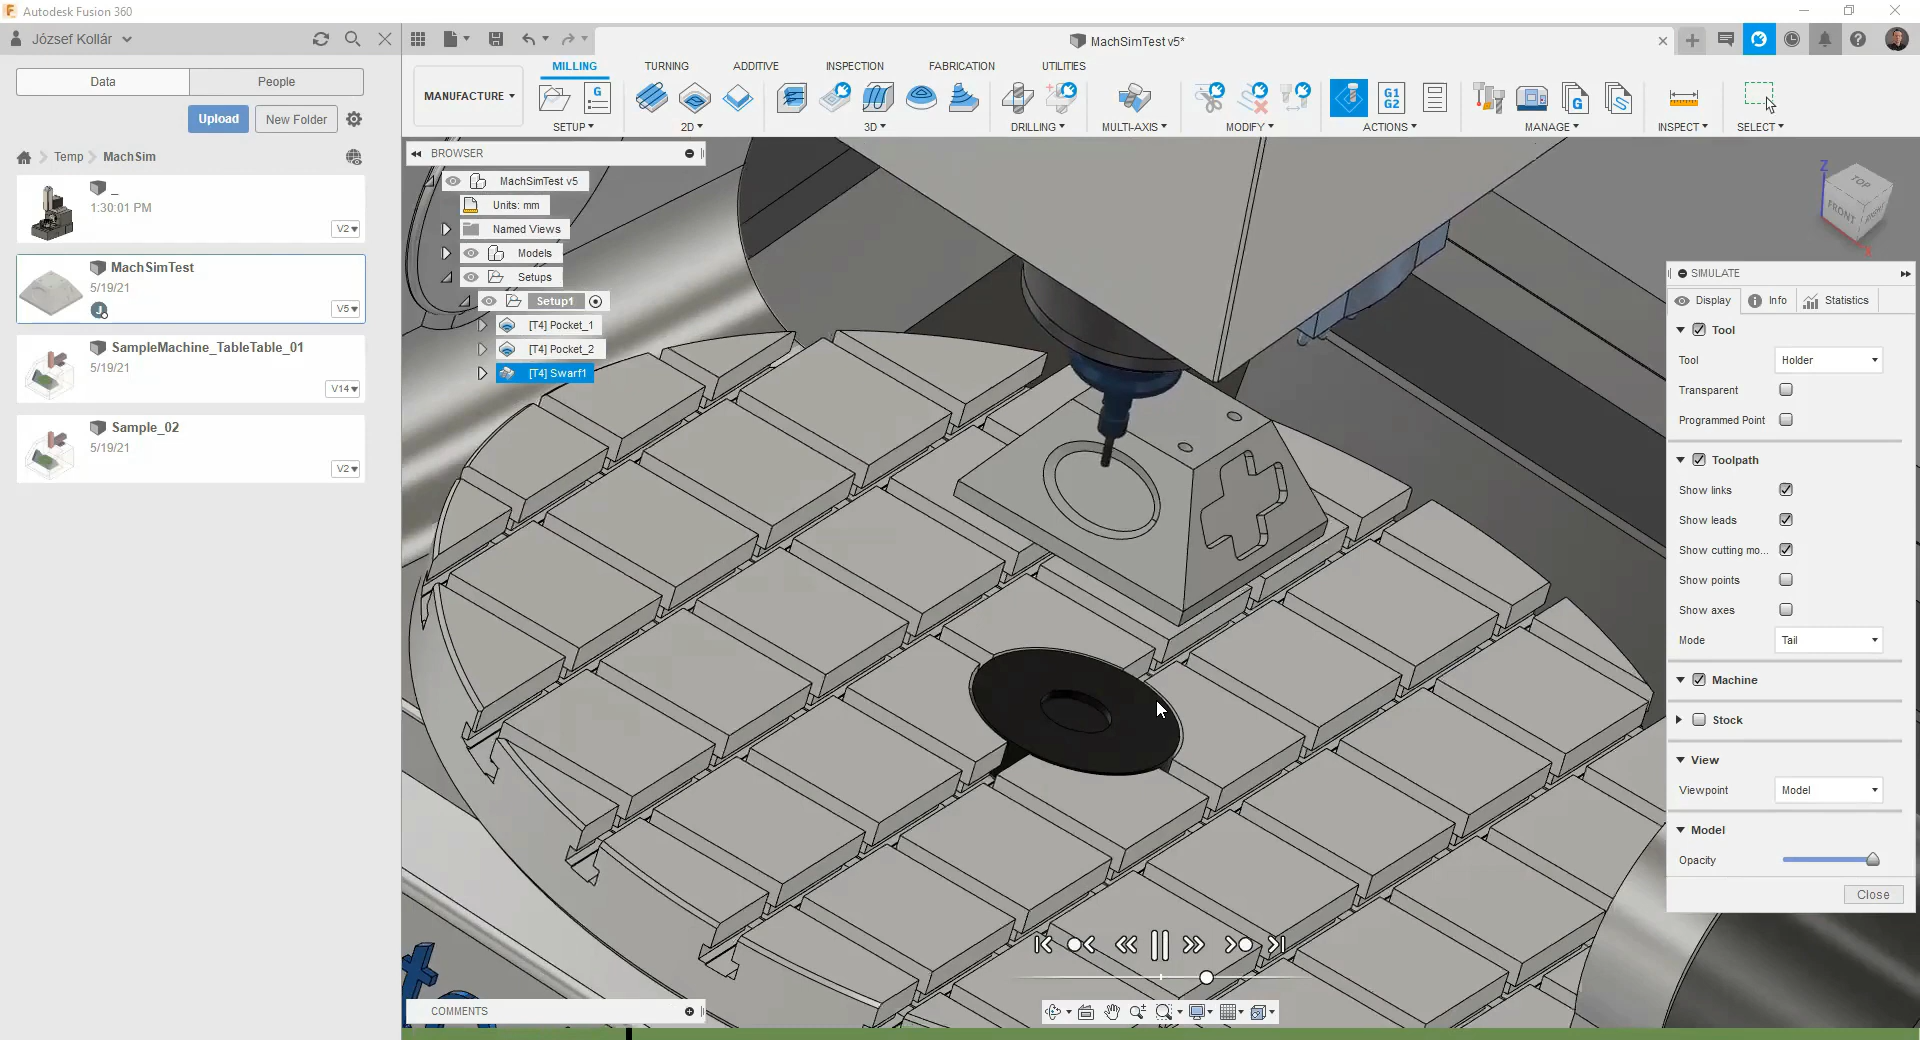 Autodesk Fusion 360
József Kollár
MachSimTest v5*
Data
People
Upload
New Folder
Temp
MachSim
_
1:30:01 PM
V2
MachSimTest
5/19/21
V5
SampleMachine_TableTable_01
5/19/21
V14
Sample_02
5/19/21
V2
MILLING
TURNING
ADDITIVE
INSPECTION
FABRICATION
UTILITIES
MANUFACTURE
SETUP
2D
3D
DRILLING
MULTI-AXIS
MODIFY
G1
G2
ACTIONS
MANAGE
INSPECT
SELECT
BROWSER
MachSimTest v5
Units: mm
Named Views
Models
Setups
Setup1
[T4] Pocket_1
[T4] Pocket_2
[T4] Swarf1
Z
TOP
FRONT
SIMULATE
Display
Info
Statistics
Tool
Tool
Holder
Transparent
Programmed Point
Toolpath
Show links
Show leads
Show cutting mo...
Show points
Show axes
Mode
Tail
Machine
Stock
View
Viewpoint
Model
Model
Opacity
Close
COMMENTS